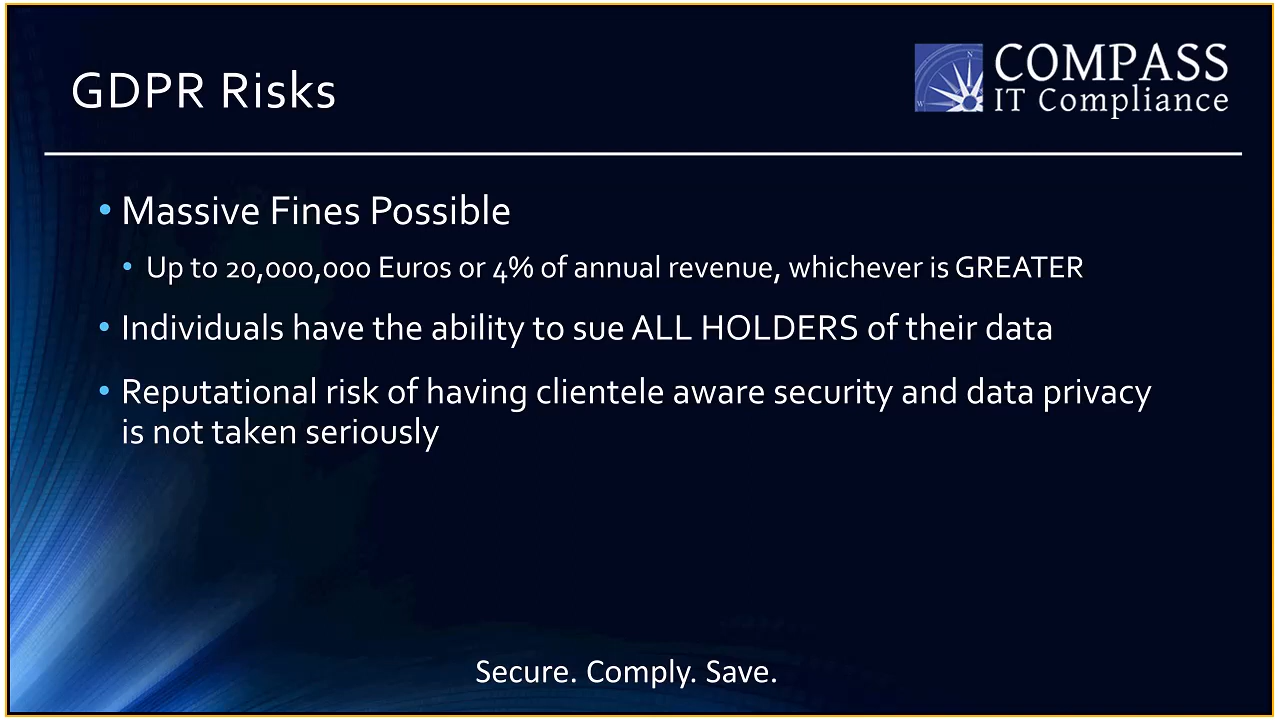 GDPR Risks
COMPASS
IT Compliance
N
W
• Massive Fines Possible
• Up to 20,000,000 Euros or 4% of annual revenue, whichever is GREATER
• Individuals have the ability to sue ALL HOLDERS of their data
• Reputational risk of having clientele aware security and data privacy
is not taken seriously
Secure. Comply. Save.